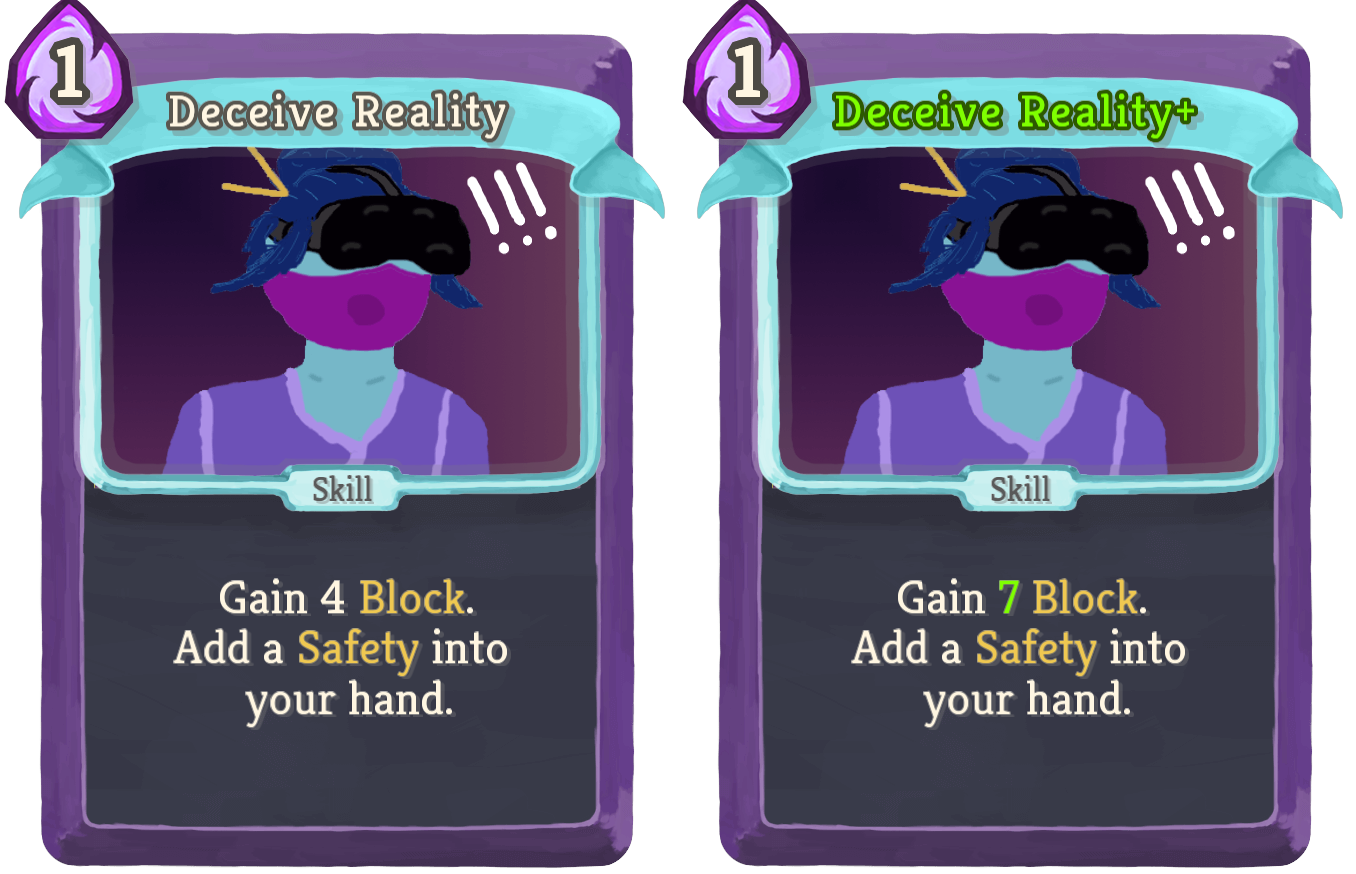 1
Deceive Reality
!!!
Skill
Gain 4 Block.
Add a Safety into
your hand.
1
Deceive Reality+
!!!
Skill
Gain 7 Block.
Add a Safety into
your hand.